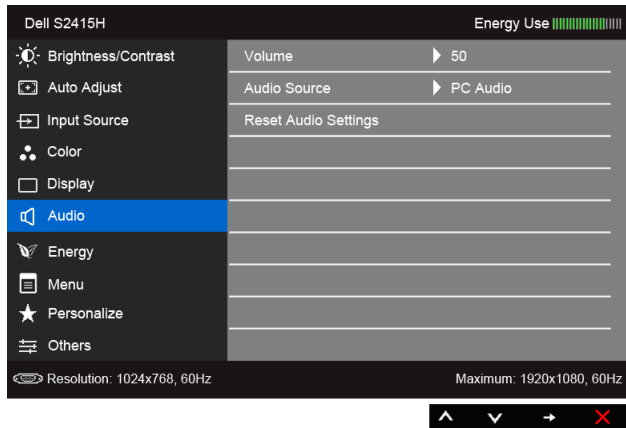 Dell S2415H Energy Use
Brightness/Contrast Volume 50
Auto Adjust Audio Source PC Audio
Input Source Reset Audio Settings
Color
Display
Audio
Energy
Menu
Personalize
Others
Resolution: 1024x768, 60Hz Maximum: 1920x1080, 60Hz